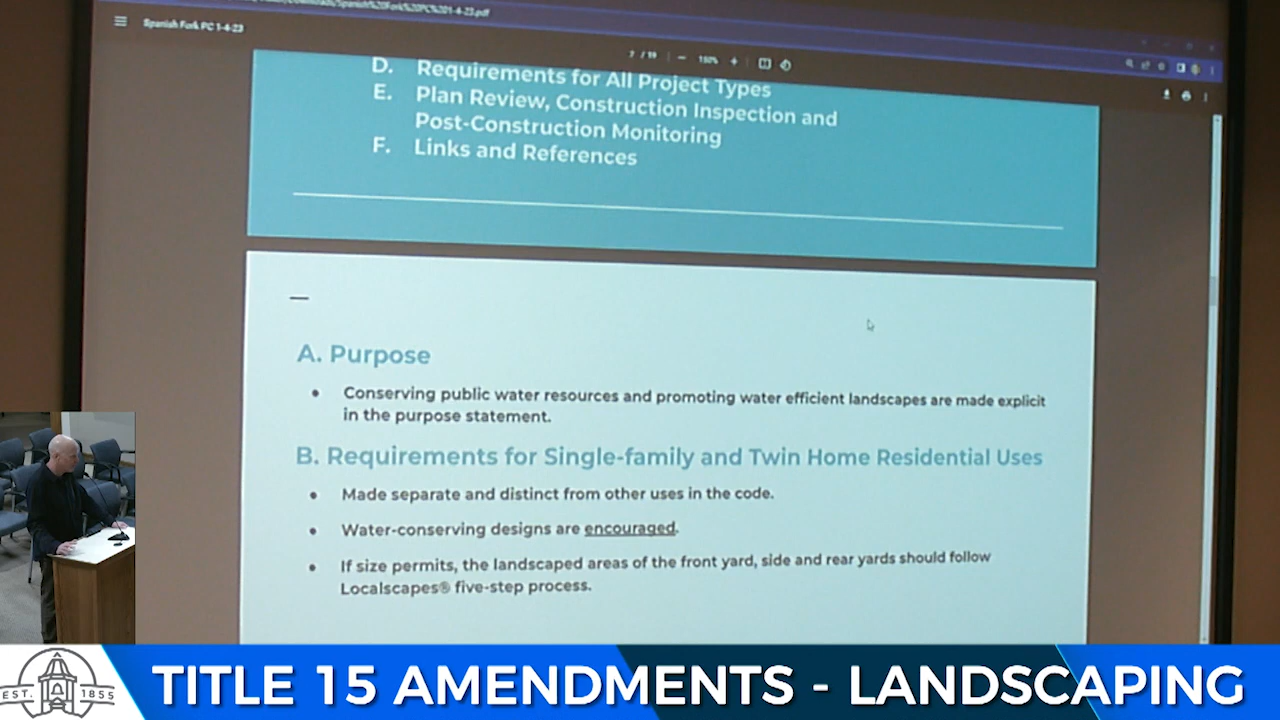 Spanish Fork PC 1-4-23
7 / 19 — 150% +
D. Requirements for All Project Types
E. Plan Review, Construction Inspection and
Post-Construction Monitoring
F. Links and References
A. Purpose
• Conserving public water resources and promoting water efficient landscapes are made explicit
in the purpose statement.
B. Requirements for Single-family and Twin Home Residential Uses
• Made separate and distinct from other uses in the code.
• Water-conserving designs are encouraged.
• If size permits, the landscaped areas of the front yard, side and rear yards should follow
Localscapes® five-step process.
EST. 1855
TITLE 15 AMENDMENTS - LANDSCAPING